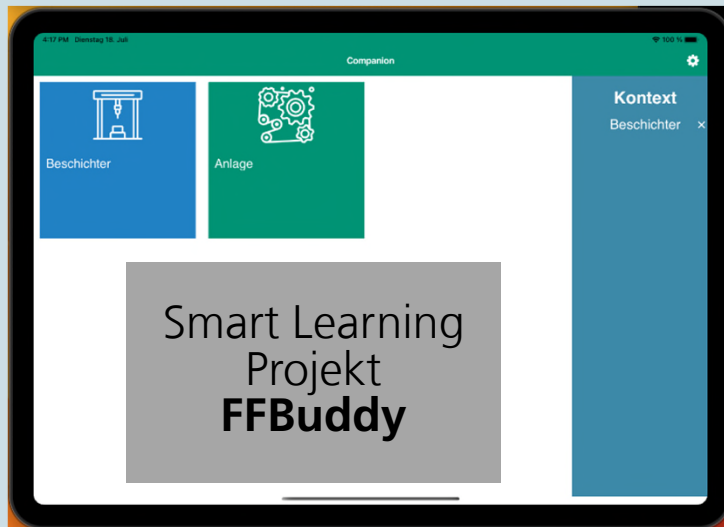 4:17 PM Dienstag 18. Juli
100 %
Companion
Kontext
Beschichter ×
Beschichter
Anlage
Smart Learning
Projekt
FFBuddy